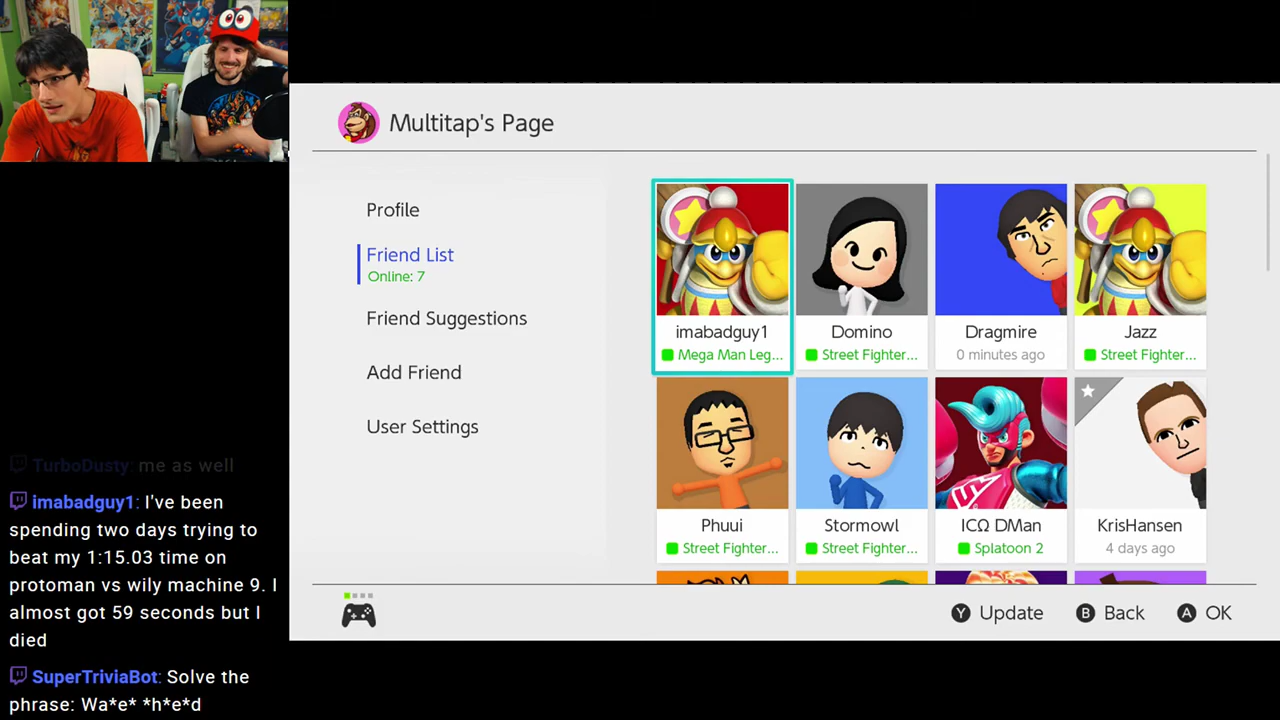 Multitap's Page
Profile
Friend List
Online: 7
Friend Suggestions
Add Friend
User Settings
imabadguy1
Mega Man Leg...
Domino
Street Fighter...
Dragmire
0 minutes ago
Jazz
Street Fighter...
Phuui
Street Fighter...
Stormowl
Street Fighter...
ICΩ DMan
Splatoon 2
KrisHansen
4 days ago
Y Update
B Back
A OK
TurboDusty: me as well
imabadguy1: I've been
spending two days trying to
beat my 1:15.03 time on
protoman vs wily machine 9. I
almost got 59 seconds but I
died
SuperTriviaBot: Solve the
phrase: Wa*e* *h*e*d